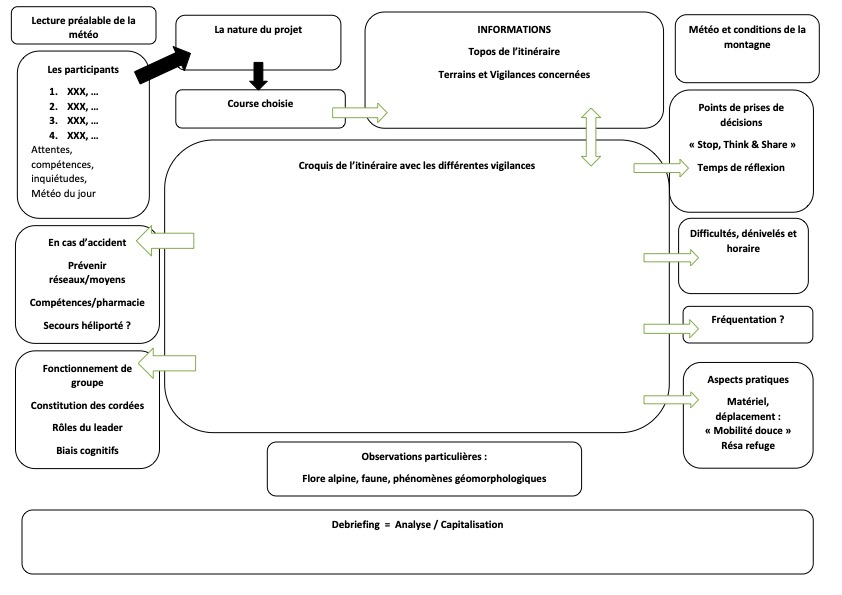 Lecture préalable de la
météo
Les participants
1. XXX, ...
2. XXX, ...
3. XXX, ...
4. XXX, ...
Attentes,
compétences,
inquiétudes,
Météo du jour
La nature du projet
Course choisie
INFORMATIONS
Topos de l’itinéraire
Terrains et Vigilances concernées
Météo et conditions de la
montagne
Points de prises de
décisions
« Stop, Think & Share »
Temps de réflexion
Croquis de l’itinéraire avec les différentes vigilances
En cas d’accident
Prévenir
réseaux/moyens
Compétences/pharmacie
Secours héliporté ?
Difficultés, dénivelés et
horaire
Fréquentation ?
Fonctionnement de
groupe
Constitution des cordées
Rôles du leader
Biais cognitifs
Aspects pratiques
Matériel,
déplacement :
« Mobilité douce »
Résa refuge
Observations particulières :
Flore alpine, faune, phénomènes géomorphologiques
Debriefing = Analyse / Capitalisation